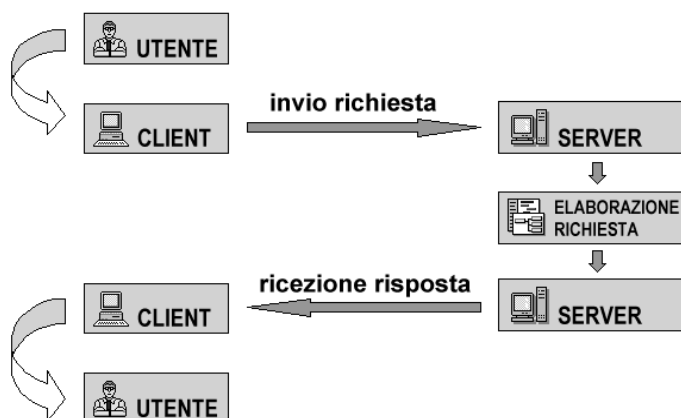 UTENTE
invio richiesta
CLIENT
SERVER
ELABORAZIONE
RICHIESTA
ricezione risposta
CLIENT
SERVER
UTENTE